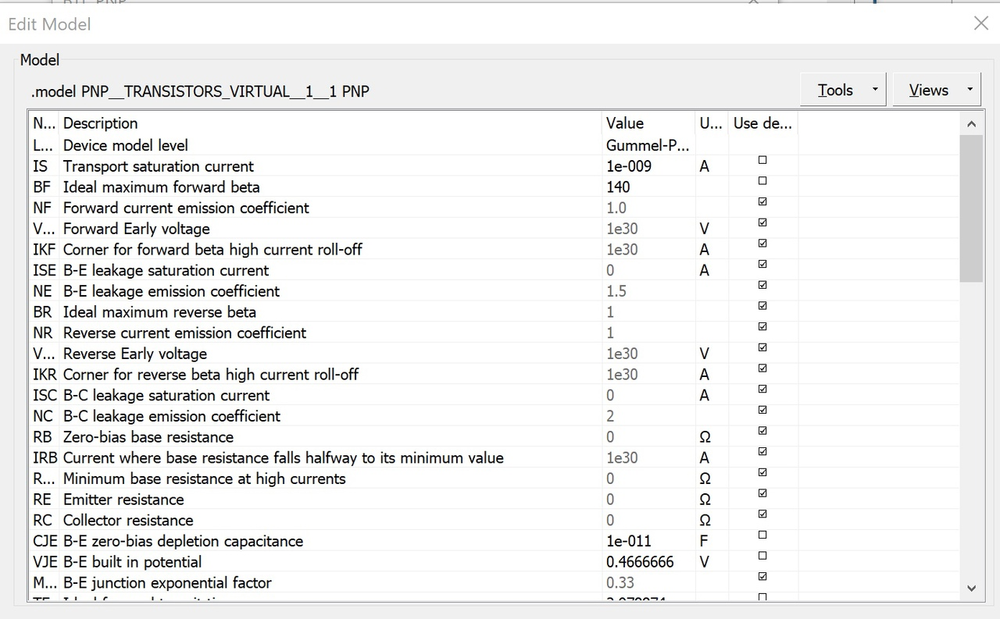 Edit Model
Model
.model PNP__TRANSISTORS_VIRTUAL__1__1 PNP
Tools Views
N... Description Value U... Use de...
L... Device model level Gummel-P...
IS Transport saturation current 1e-009 A
BF Ideal maximum forward beta 140
NF Forward current emission coefficient 1.0
V... Forward Early voltage 1e30 V
IKF Corner for forward beta high current roll-off 1e30 A
ISE B-E leakage saturation current 0 A
NE B-E leakage emission coefficient 1.5
BR Ideal maximum reverse beta 1
NR Reverse current emission coefficient 1
V... Reverse Early voltage 1e30 V
IKR Corner for reverse beta high current roll-off 1e30 A
ISC B-C leakage saturation current 0 A
NC B-C leakage emission coefficient 2
RB Zero-bias base resistance 0 Ω
IRB Current where base resistance falls halfway to its minimum value 1e30 A
R... Minimum base resistance at high currents 0 Ω
RE Emitter resistance 0 Ω
RC Collector resistance 0 Ω
CJE B-E zero-bias depletion capacitance 1e-011 F
VJE B-E built in potential 0.4666666 V
M... B-E junction exponential factor 0.33